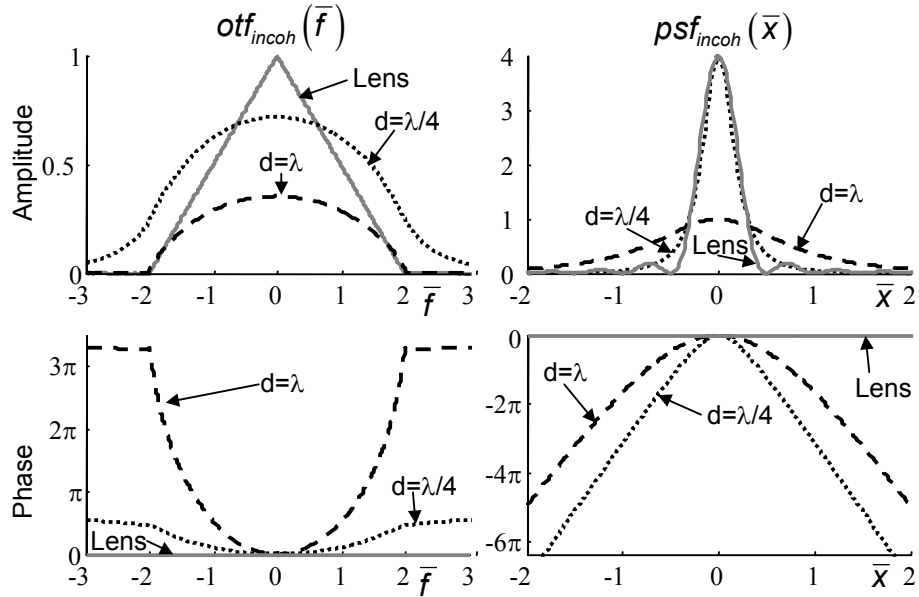 otf_incoh (f̅)
psf_incoh (x̅)
Amplitude
1
0.5
0
Lens
d=λ/4
d=λ
-3 -2 -1 0 1 2 3
f̅
4
3
2
1
0
d=λ/4
Lens
d=λ
-2 -1 0 1 2
x̅
Phase
3π
2π
π
0
d=λ
d=λ/4
Lens
-3 -2 -1 0 1 2 3
f̅
0
-2π
-4π
-6π
d=λ
d=λ/4
Lens
-2 -1 0 1 2
x̅